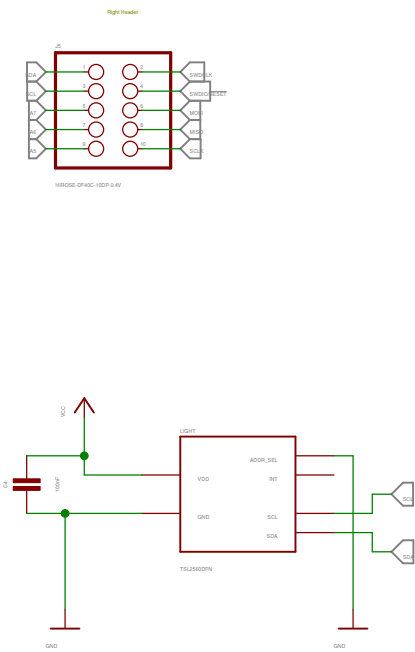 Right Header
J5
1 2
SDA SWDCLK
3 4
SCL SWDIO/RESET
5 6
A7 MOSI
7 8
A6 MISO
9 10
A5 SCLK
HIROSE-DF40C-10DP-0.4V
VCC
LIGHT
ADDR_SEL
VDD INT
C4 100nF
SCL
GND SCL
SDA
SDA
TSL2560DFN
GND GND